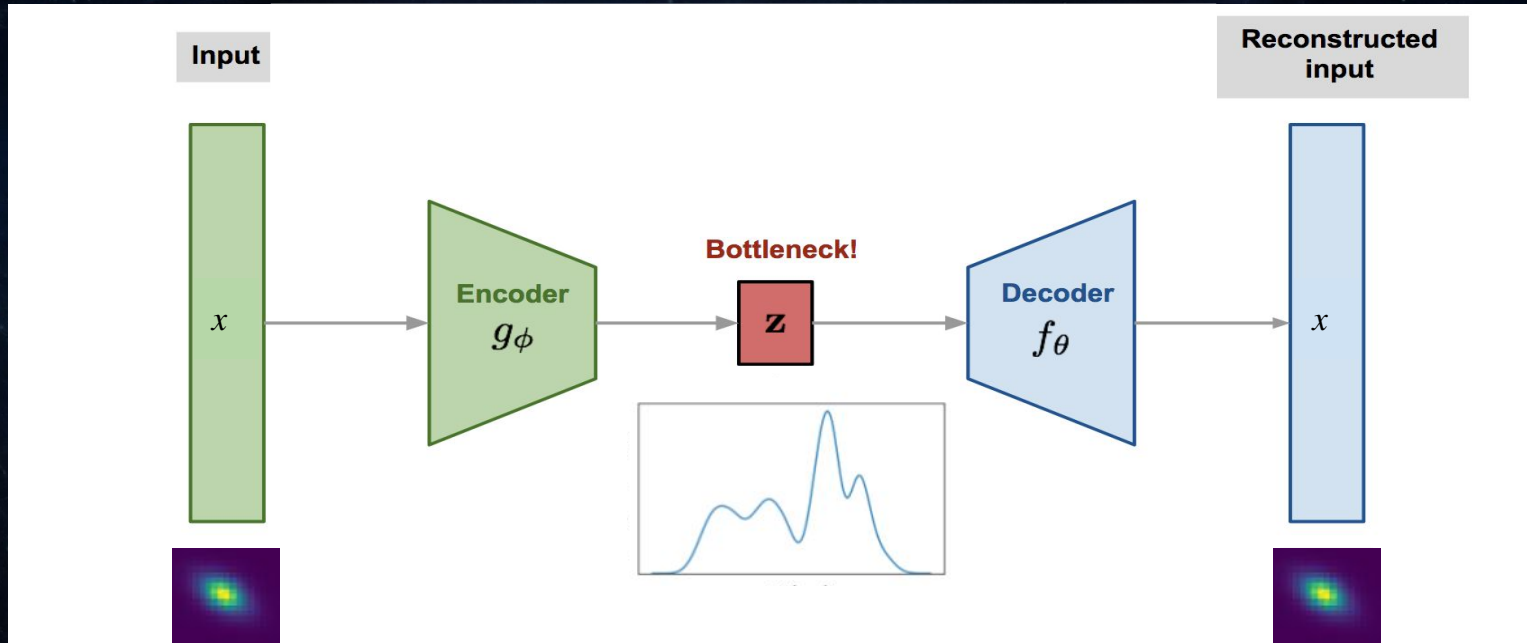 Input
Reconstructed
input
Bottleneck!
x
Encoder
gϕ
z
Decoder
fθ
x